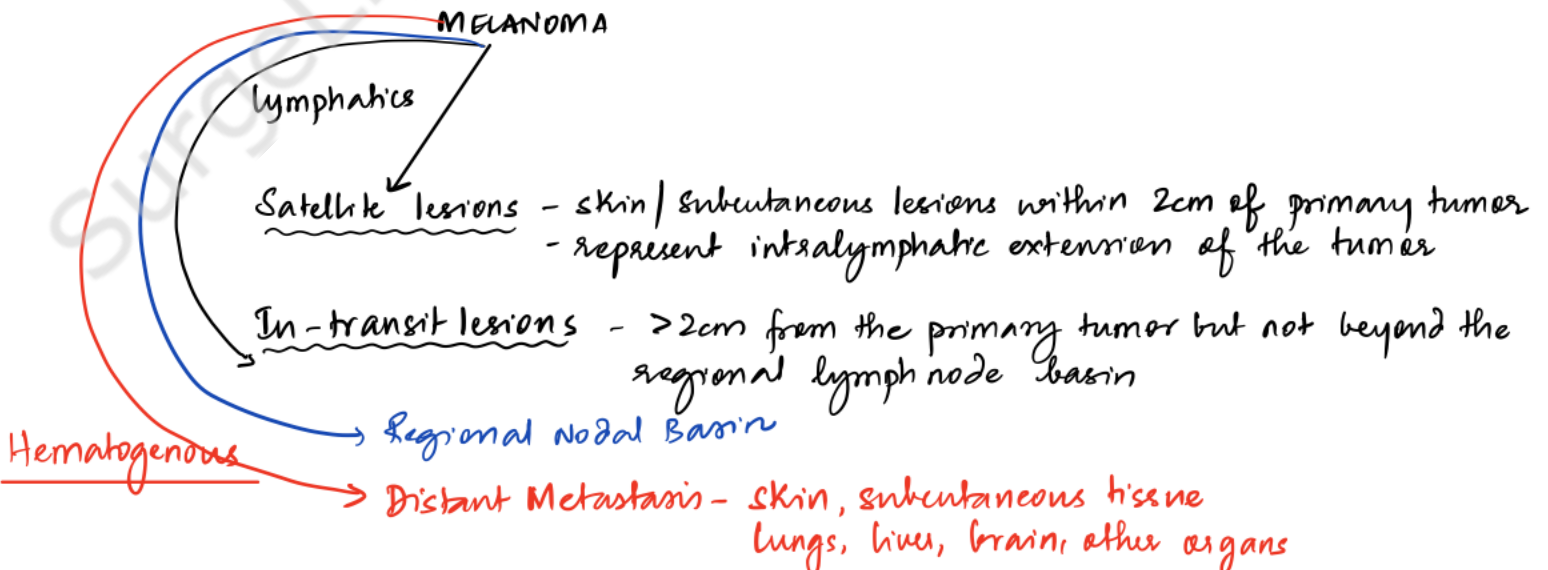 MELANOMA
lymphatics
Satellite lesions - skin/subcutaneous lesions within 2cm of primary tumor
- represent intralymphatic extension of the tumor
In-transit lesions - >2cm from the primary tumor but not beyond the
regional lymph node basin
Regional Nodal Basin
Hematogenous
Distant Metastasis - skin, subcutaneous tissue
lungs, liver, brain, other organs